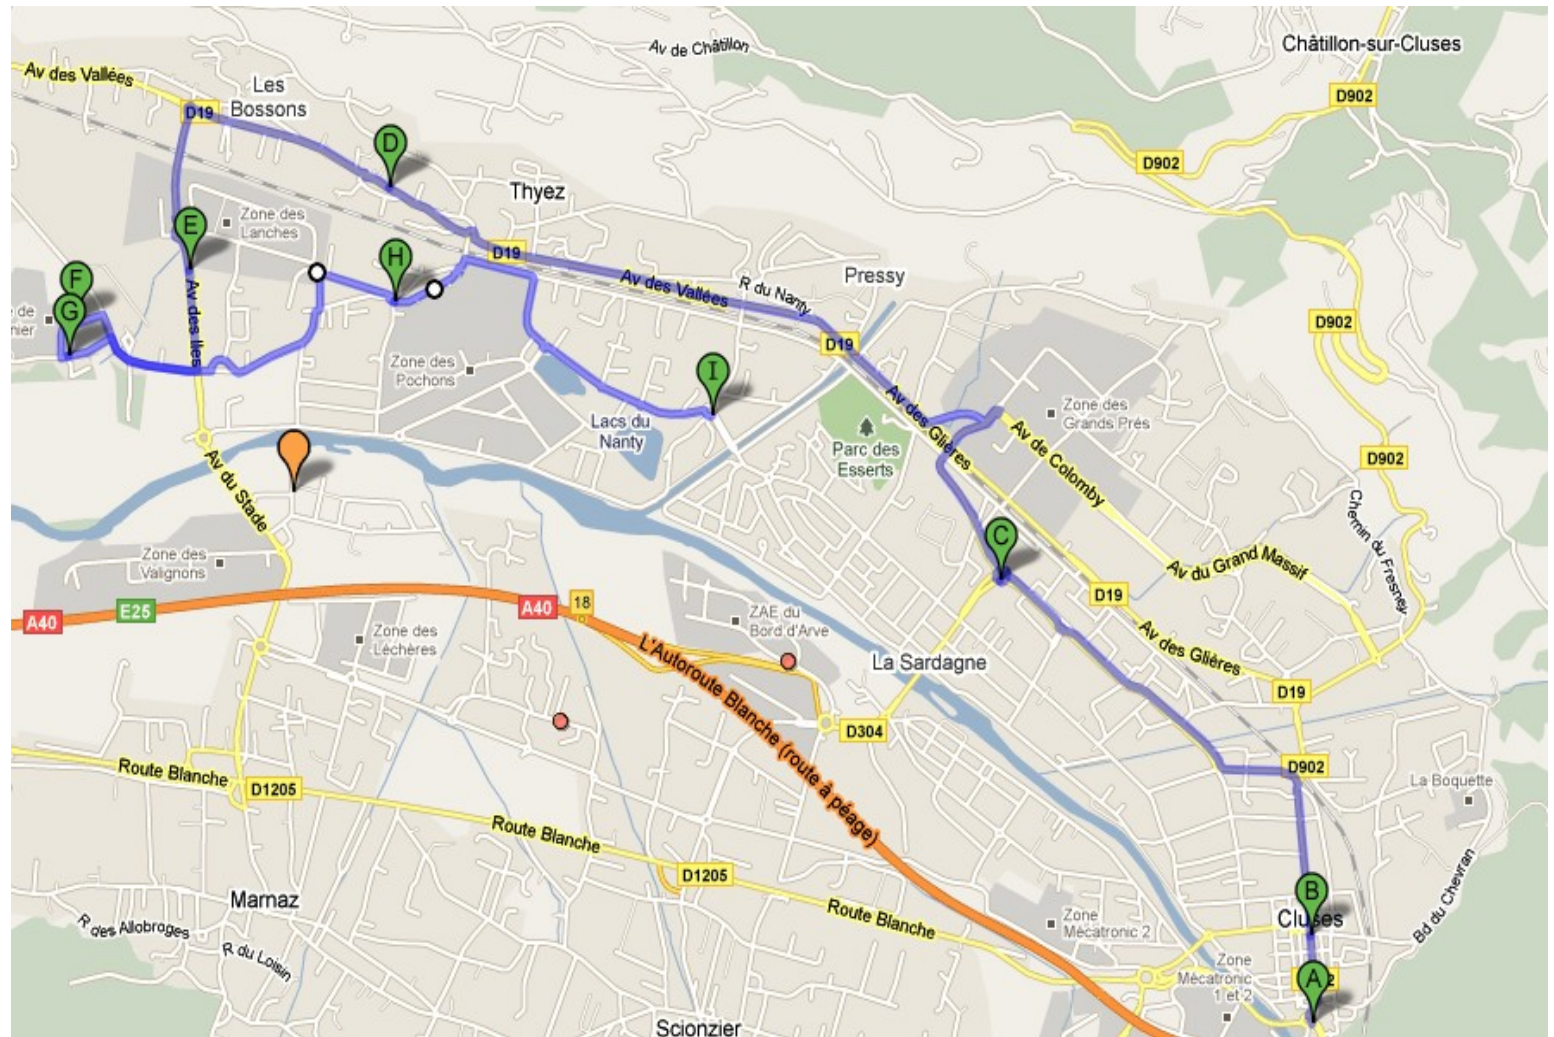 Av de Châtillon
Châtillon-sur-Cluses
Av des Vallées
Les
Bossons
D902
D19
D
D902
Thyez
Zone des
Lanches
E
D19
H
Av des Vallées
R du Nanty
Pressy
F
G
e de
nier
Av des Iles
D902
D19
Zone des
Pochons
I
Av des Glières
Zone des
Grands Prés
Lacs du
Nanty
Parc des
Esserts
Av de Colomby
D902
Av du Stade
Chemin du Fresney
C
Zone des
Valignons
Av du Grand Massif
A40
E25
A40
18
D19
ZAE du
Bord d'Arve
Zone des
Léchères
Av des Glières
L'Autoroute Blanche (route à péage)
La Sardagne
D19
D304
Route Blanche
D902
D1205
La Boquette
Route Blanche
D1205
Marnaz
B
Cluses
Route Blanche
R des Allobroges
Zone
Mécatronic 2
Bd du Chevran
R du Loisin
Zone
Mécatronic
1 et 2
A
2
Scionzier